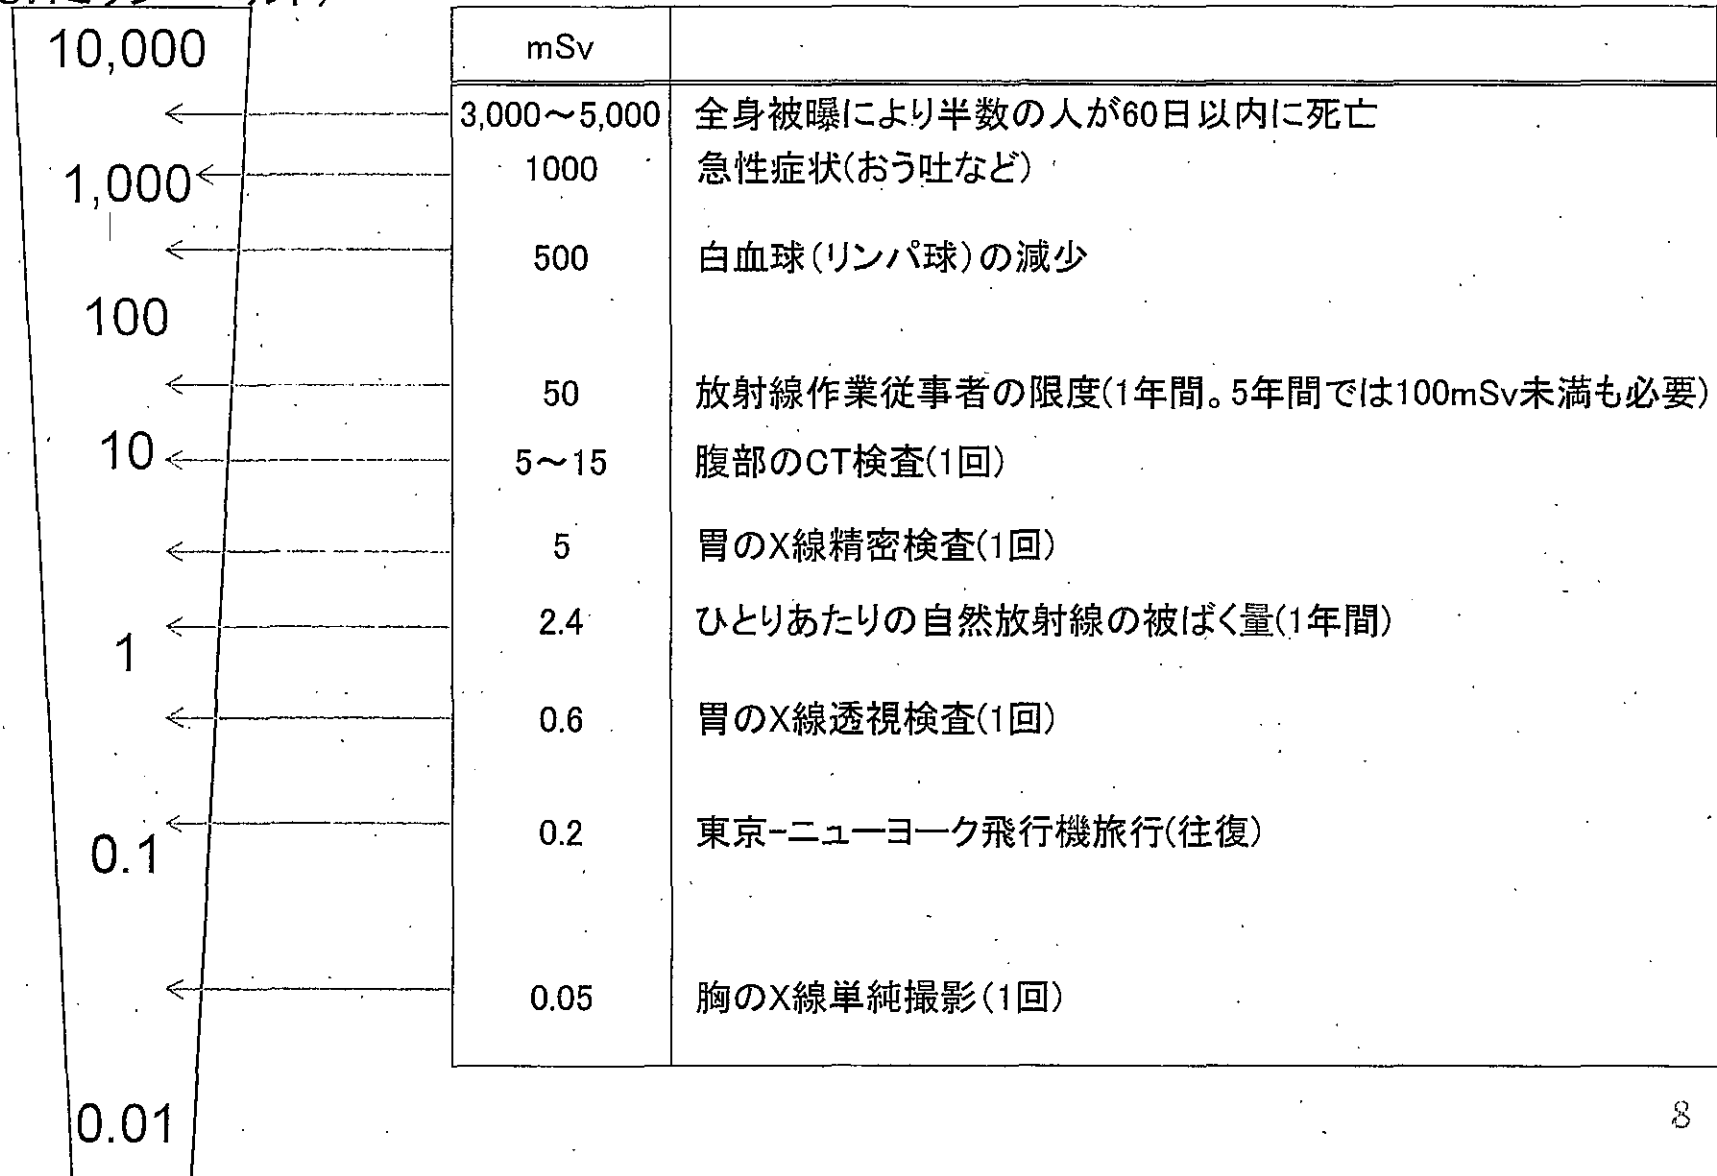 10,000
1,000
100
10
1
0.1
0.01
mSv
3,000～5,000 全身被曝により半数の人が60日以内に死亡
1000 急性症状(おう吐など)
500 白血球(リンパ球)の減少
50 放射線作業従事者の限度(1年間。5年間では100mSv未満も必要)
5～15 腹部のCT検査(1回)
5 胃のX線精密検査(1回)
2.4 ひとりあたりの自然放射線の被ばく量(1年間)
0.6 胃のX線透視検査(1回)
0.2 東京-ニューヨーク飛行機旅行(往復)
0.05 胸のX線単純撮影(1回)
8